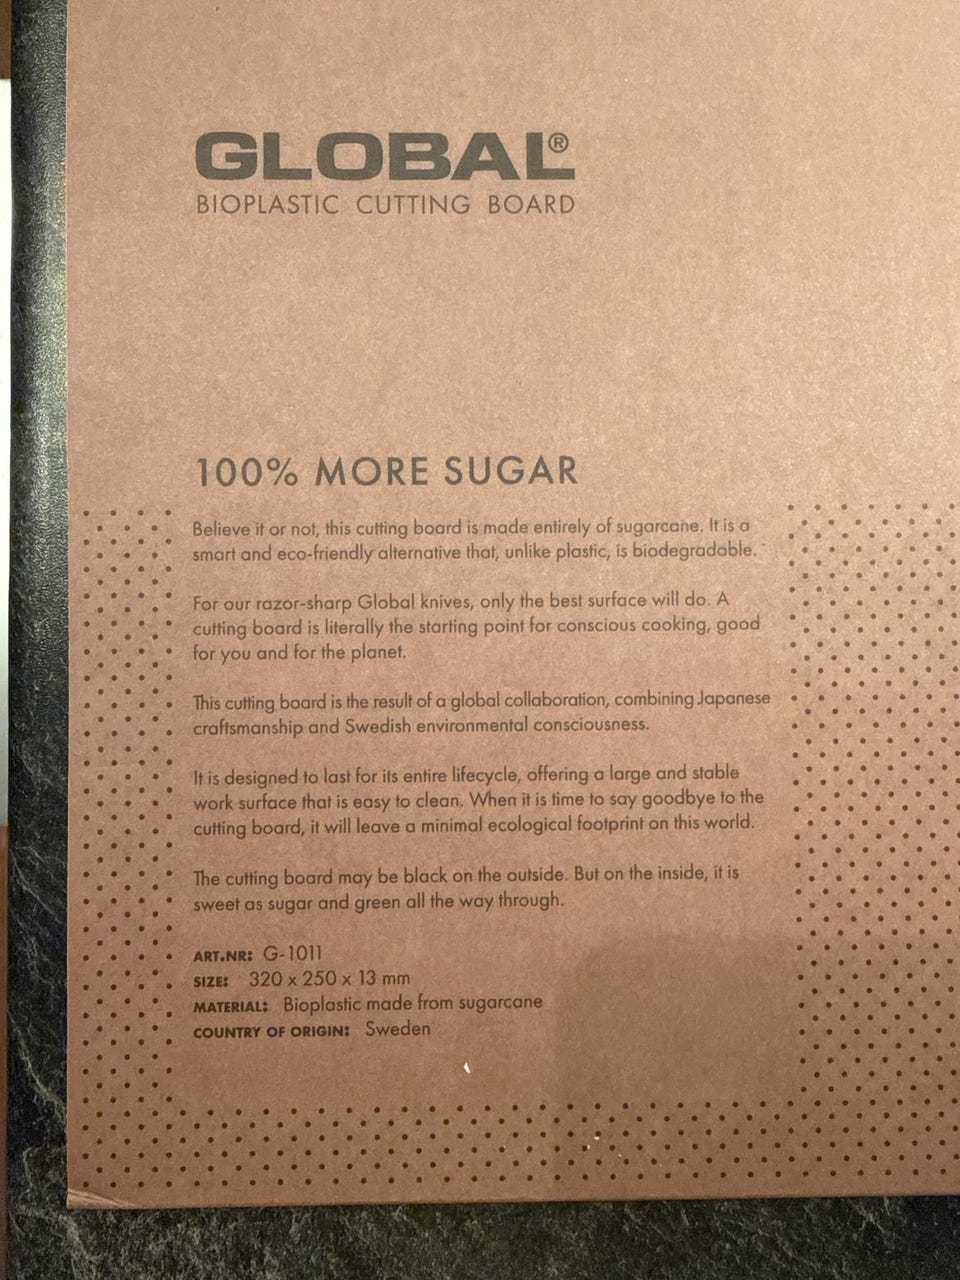 GLOBAL®
BIOPLASTIC CUTTING BOARD
100% MORE SUGAR
Believe it or not, this cutting board is made entirely of sugarcane. It is a
smart and eco-friendly alternative that, unlike plastic, is biodegradable.
For our razor-sharp Global knives, only the best surface will do. A
cutting board is literally the starting point for conscious cooking, good
for you and for the planet.
This cutting board is the result of a global collaboration, combining Japanese
craftsmanship and Swedish environmental consciousness.
It is designed to last for its entire lifecycle, offering a large and stable
work surface that is easy to clean. When it is time to say goodbye to the
cutting board, it will leave a minimal ecological footprint on this world.
The cutting board may be black on the outside. But on the inside, it is
sweet as sugar and green all the way through.
ART.NR: G-1011
SIZE: 320 x 250 x 13 mm
MATERIAL: Bioplastic made from sugarcane
COUNTRY OF ORIGIN: Sweden